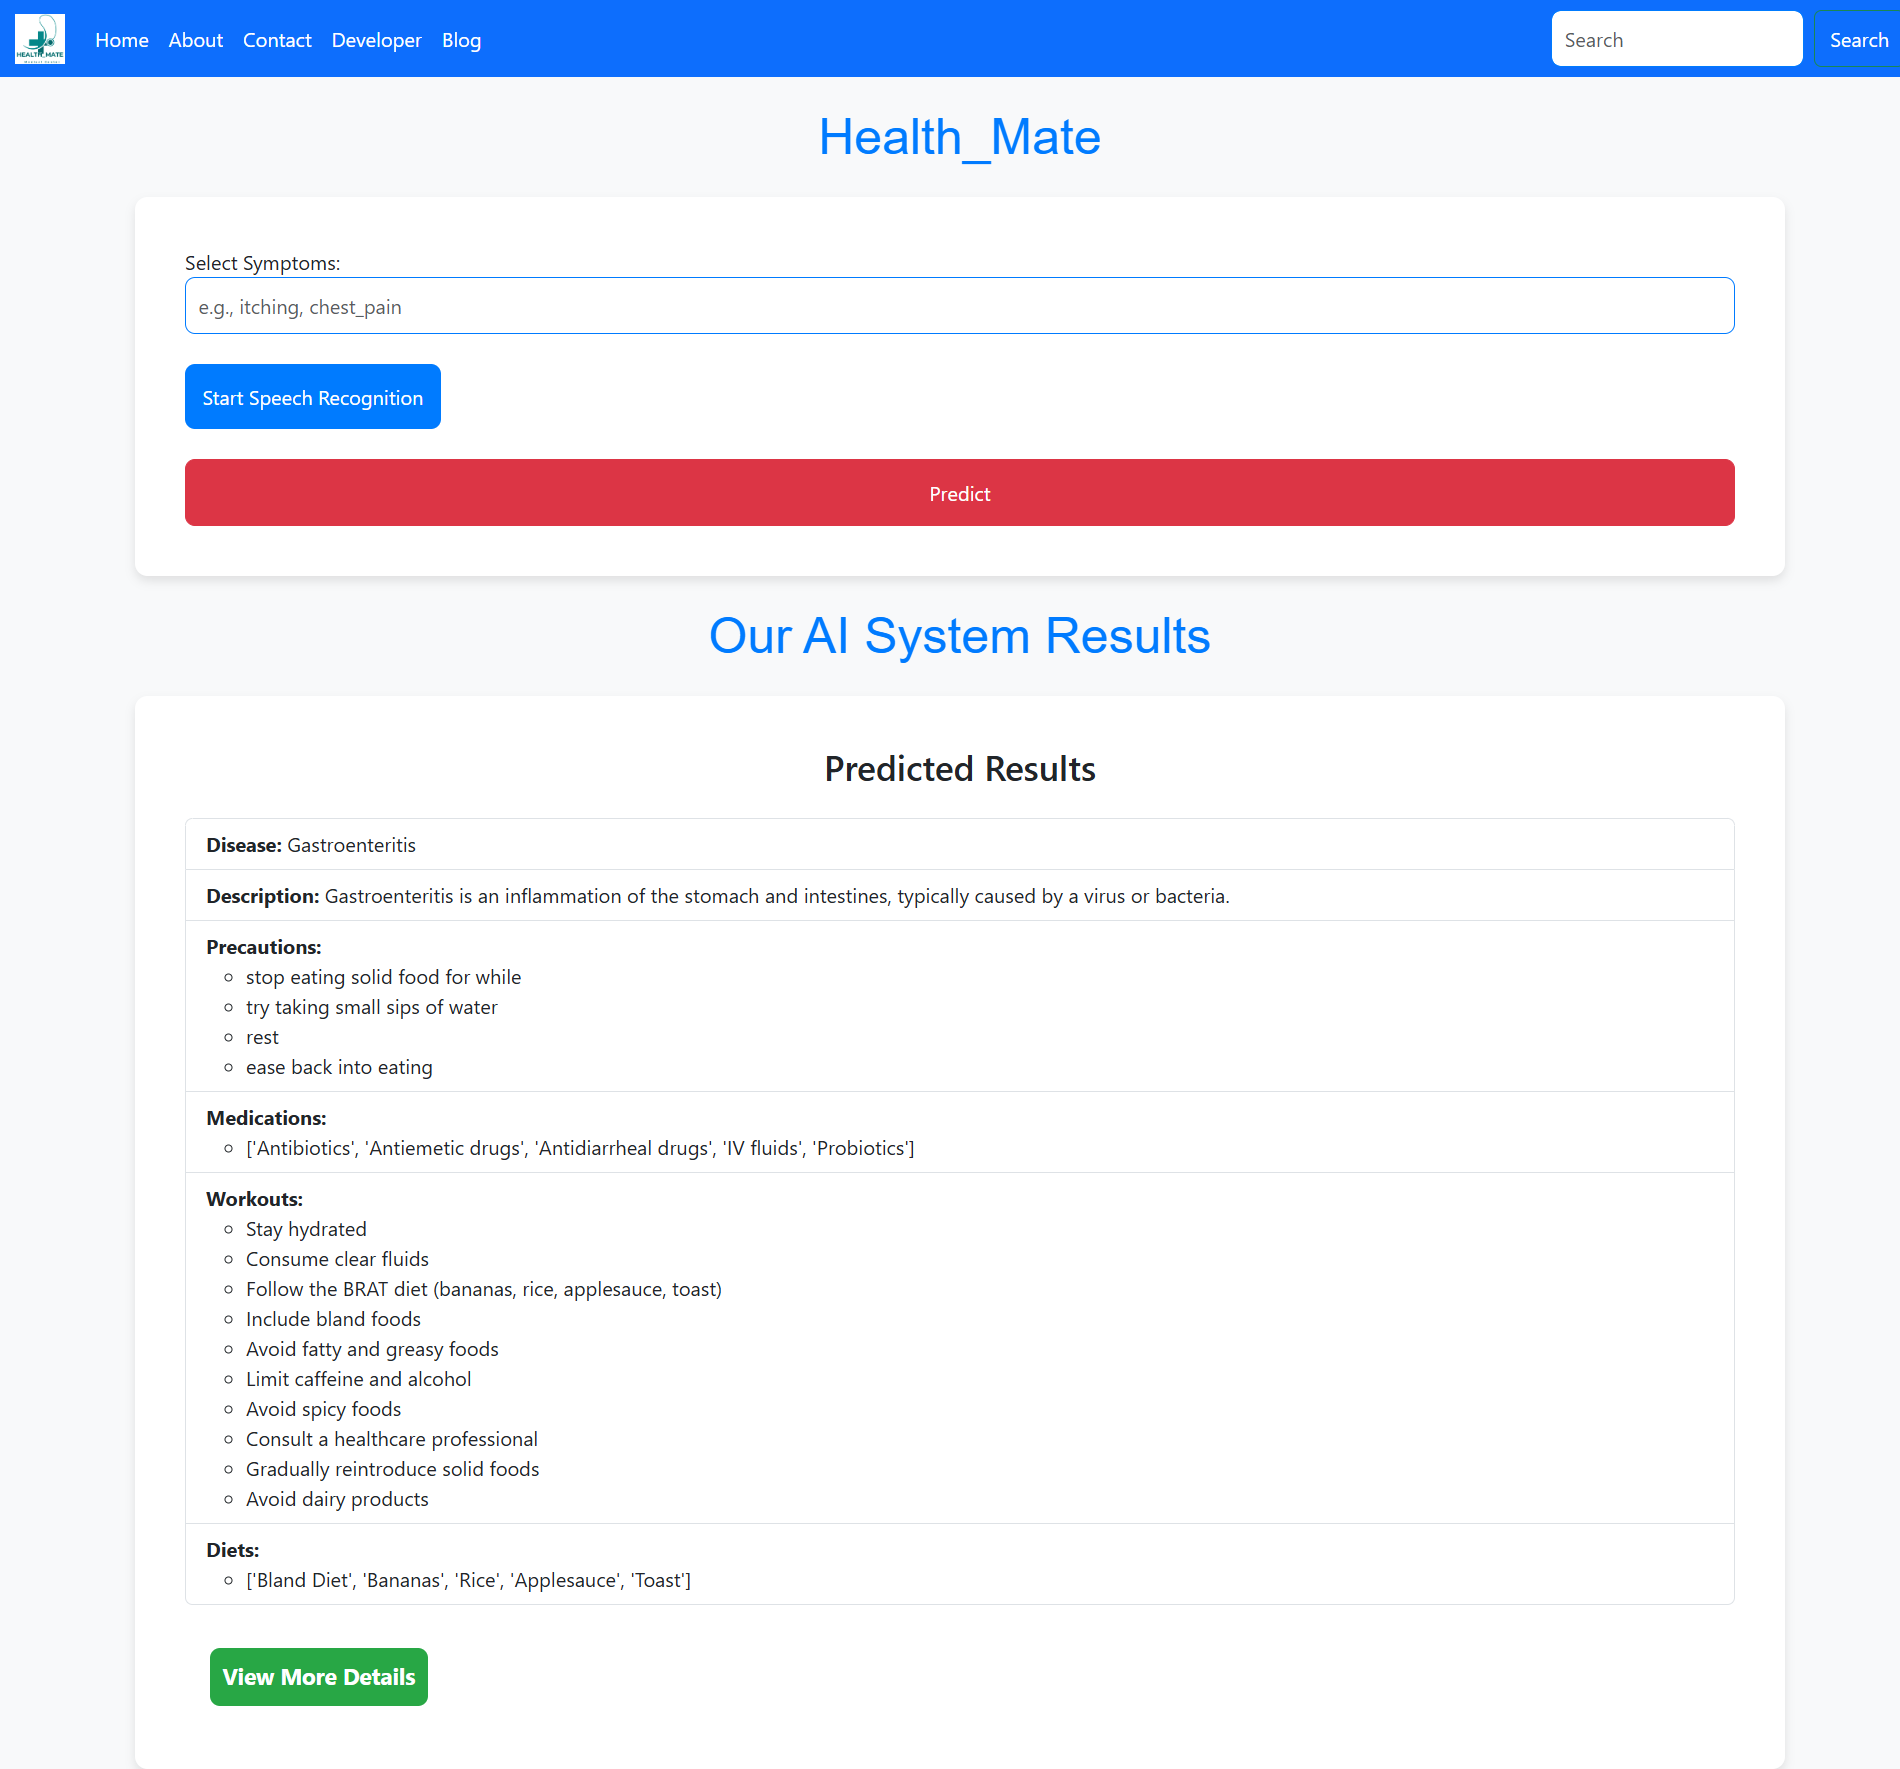 HEALTH_MATE
Home About Contact Developer Blog Search Search
Health_Mate
Select Symptoms:
e.g., itching, chest_pain
Start Speech Recognition
Predict
Our AI System Results
Predicted Results
Disease: Gastroenteritis
Description: Gastroenteritis is an inflammation of the stomach and intestines, typically caused by a virus or bacteria.
Precautions:
stop eating solid food for while
try taking small sips of water
rest
ease back into eating
Medications:
['Antibiotics', 'Antiemetic drugs', 'Antidiarrheal drugs', 'IV fluids', 'Probiotics']
Workouts:
Stay hydrated
Consume clear fluids
Follow the BRAT diet (bananas, rice, applesauce, toast)
Include bland foods
Avoid fatty and greasy foods
Limit caffeine and alcohol
Avoid spicy foods
Consult a healthcare professional
Gradually reintroduce solid foods
Avoid dairy products
Diets:
['Bland Diet', 'Bananas', 'Rice', 'Applesauce', 'Toast']
View More Details